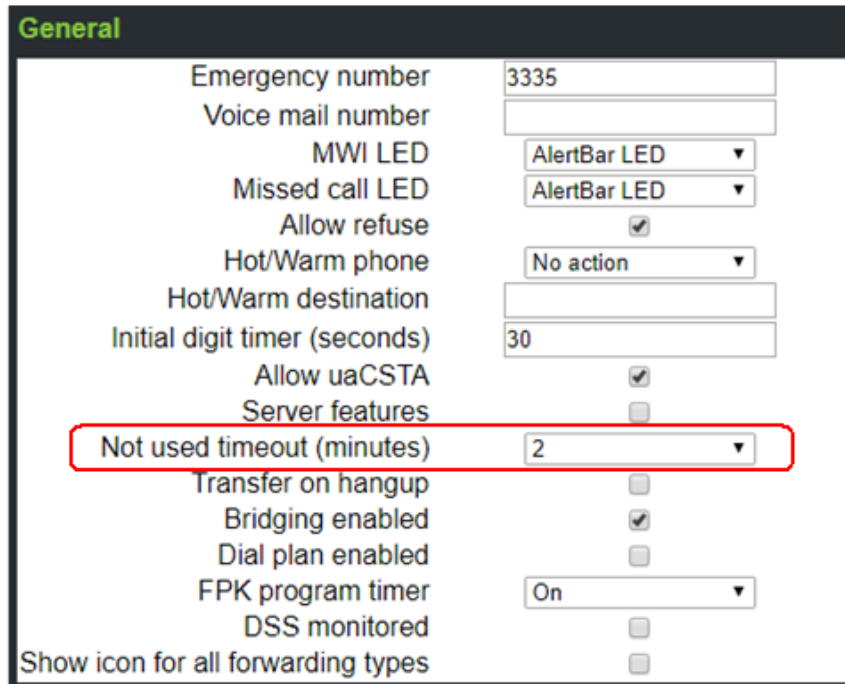 General
Emergency number 3335
Voice mail number
MWI LED AlertBar LED
Missed call LED AlertBar LED
Allow refuse
Hot/Warm phone No action
Hot/Warm destination
Initial digit timer (seconds) 30
Allow uaCSTA
Server features
Not used timeout (minutes) 2
Transfer on hangup
Bridging enabled
Dial plan enabled
FPK program timer On
DSS monitored
Show icon for all forwarding types